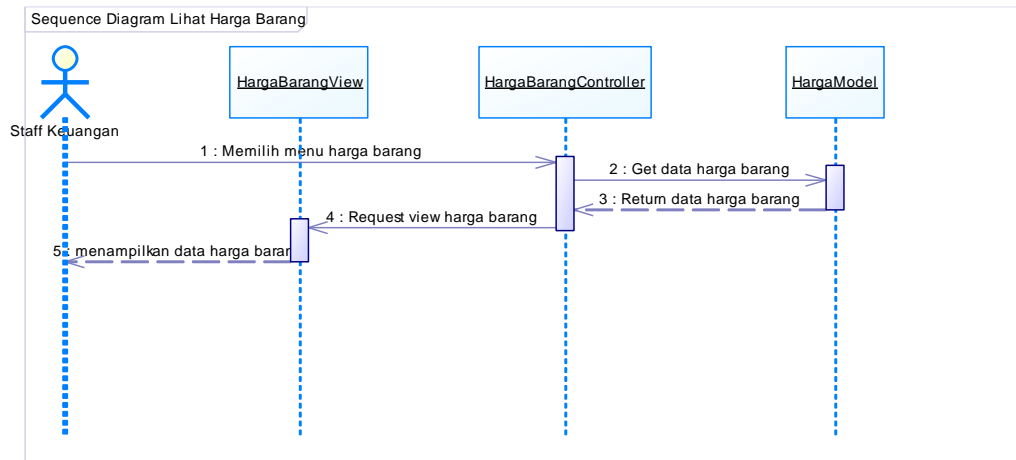 Sequence Diagram Lihat Harga Barang
HargaBarangView
HargaBarangController
HargaModel
Staff Keuangan
1 : Memilih menu harga barang
2 : Get data harga barang
3 : Return data harga barang
4 : Request view harga barang
5 : menampilkan data harga baran